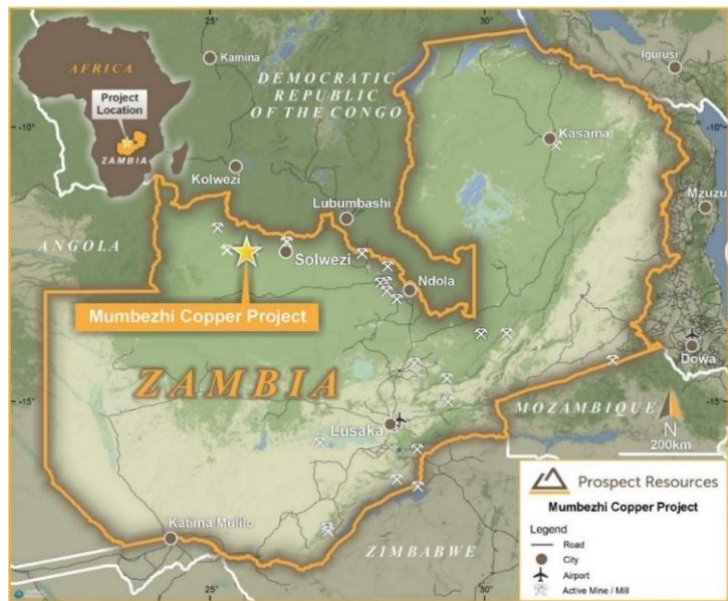 25
30
Kamina
Igurusi
AFRICA
DEMOCRATIC
REPUBLIC
OF THE CONGO
Project
Location
-10°
-10°
Kasama
ZAMBIA
Kolwezi
Mzuzu
Lubumbashi
ANGOLA
Solwezi
Ndola
Mumbezhi Copper Project
Dowa
ZAMBIA
-15°
-15
MOZAMBIQUE
N
200km
Lusaka
Prospect Resources
Mumbezhi Copper Project
Legend
Road
City
Airport
Active Mine / Mill
Katima Mulilo
ZIMBABWE
25
30